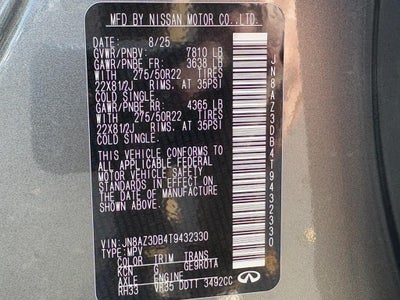 MFD BY NISSAN MOTOR CO.,LTD.
DATE: 8/25
GVWR/PNBV: 7810 LB
GAWR/PNBE FR: 3638 LB
WITH 275/50R22 TIRES
22X81/2J RIMS, AT 35PSI
COLD SINGLE.
GAWR/PNBE RR: 4365 LB
WITH 275/50R22 TIRES
22X81/2J RIMS, AT 35PSI
COLD SINGLE.
THIS VEHICLE CONFORMS TO
ALL APPLICABLE FEDERAL
MOTOR VEHICLE SAFETY
STANDARDS IN EFFECT ON
THE DATE OF MANUFACTURE
SHOWN ABOVE.
VIN: JN8AZ3DB4T9432330
TYPE: MPV
COLOR TRIM TRANS
KCN G GE9R01A
AXLE ENGINE
RH33 VR35 DDTT 3492CC
JN8AZ3DB4T9432330
INFINITI